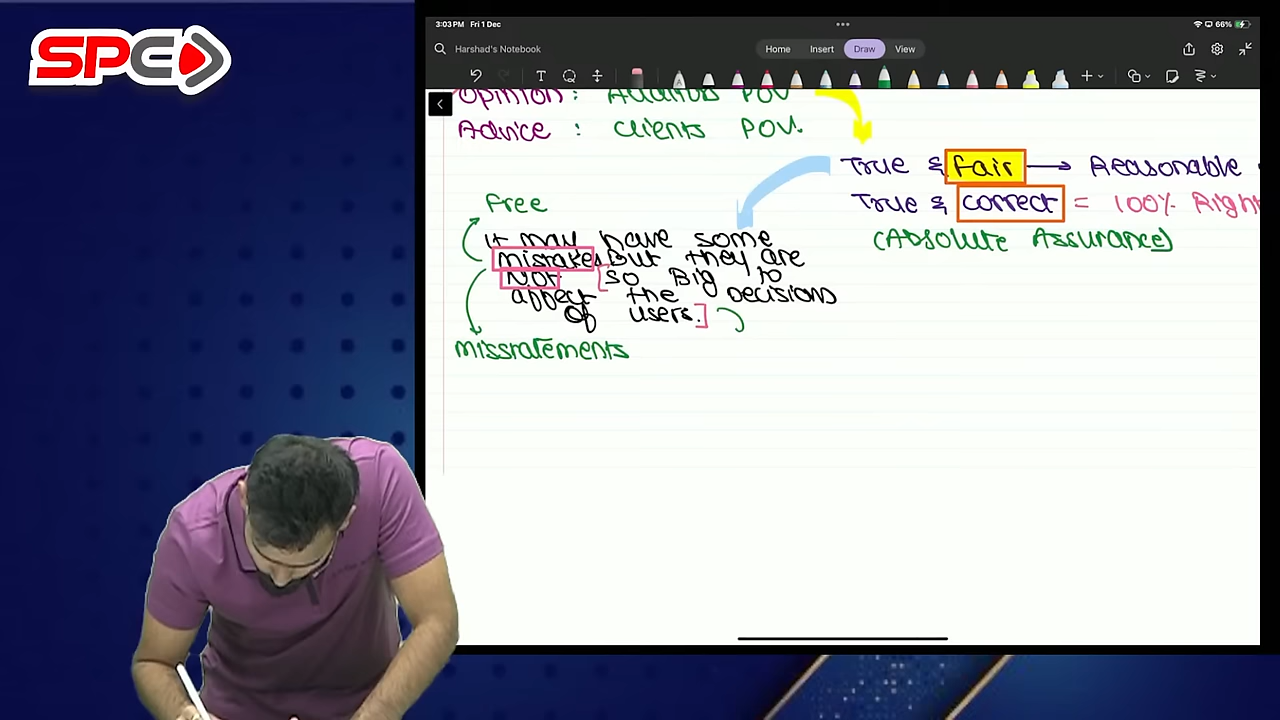 SPC
3:03 PM Fri 1 Dec
66%
Harshad's Notebook
Home Insert Draw View
Opinion : Auditors POV
Advice : Clients POV.
True & fair → Reasonable
True & correct = 100% Right
(Absolute Assurance)
free
It may have some
mistakes But they are
Not [so Big to
affect the Decisions
of users.]
misstatements